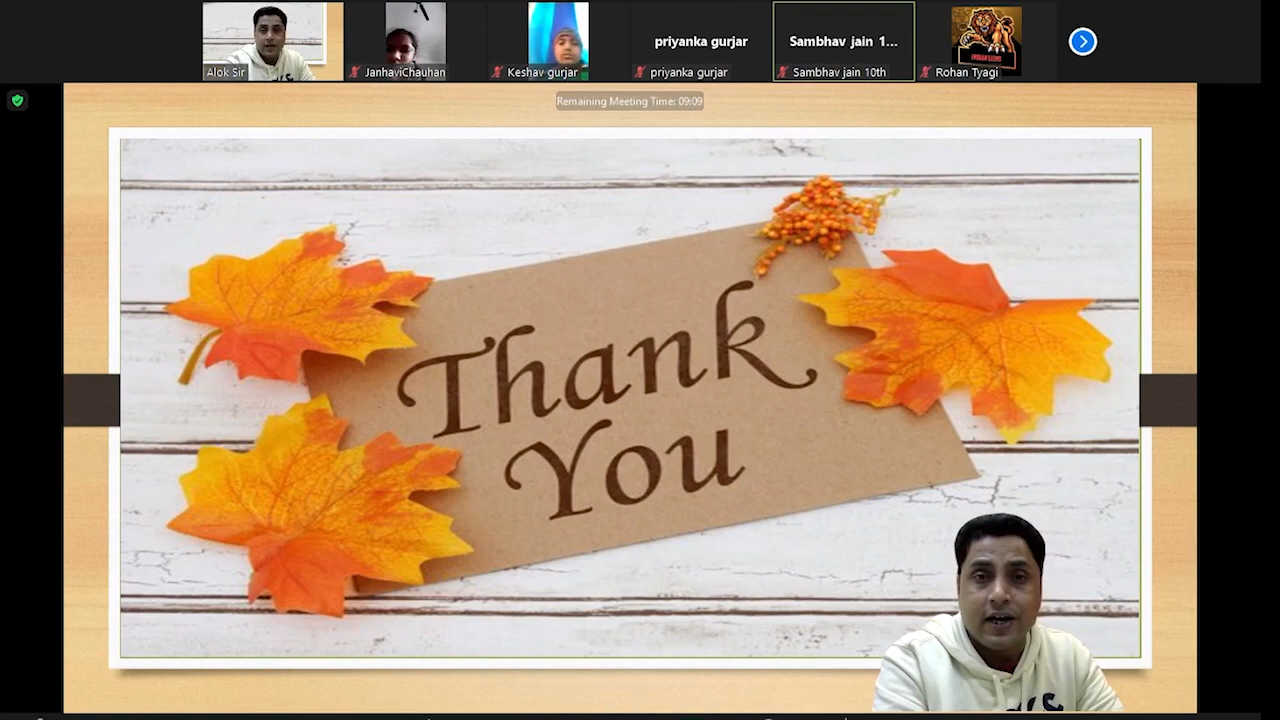 priyanka gurjar
Sambhav jain 1...
Alok Sir
JanhaviChauhan
Keshav gurjar
priyanka gurjar
Sambhav jain 10th
Rohan Tyagi
Remaining Meeting Time: 09:09
Thank
You